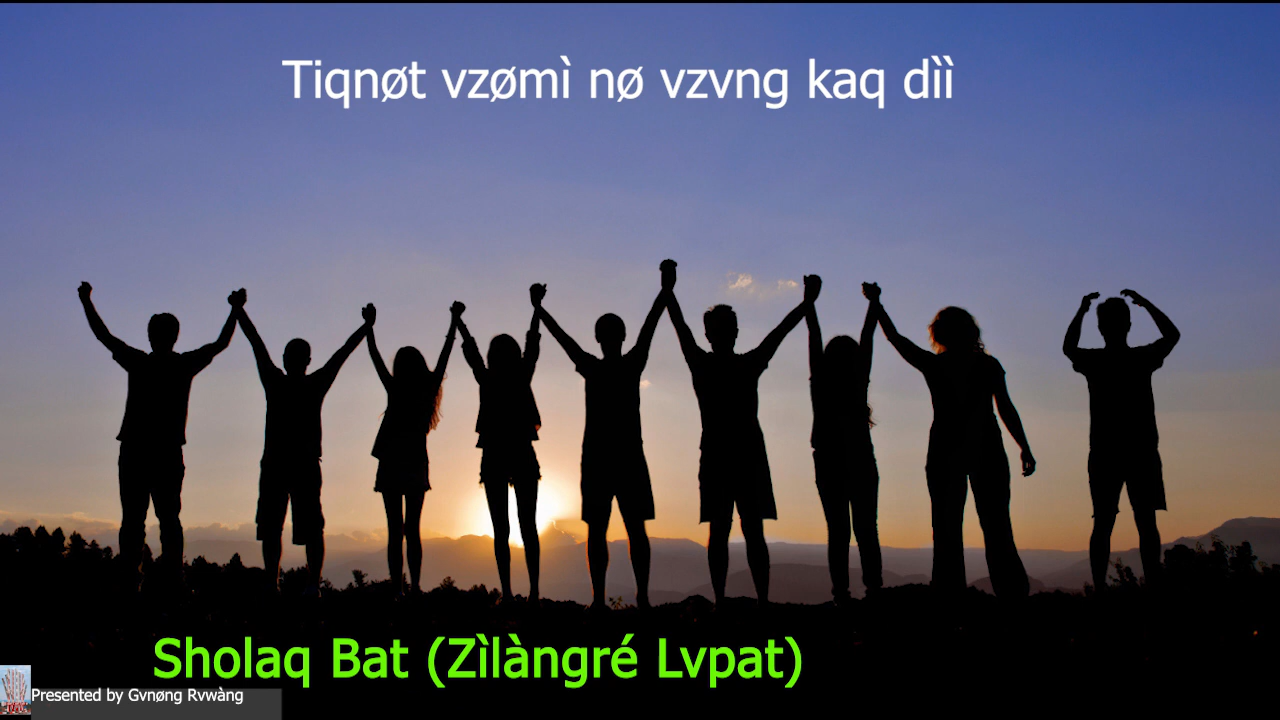 Tiqnøt vzømì nø vzvng kaq dìì
Sholaq Bat (Zìlàngré Lvpat)
Presented by Gvnøng Rvwàng